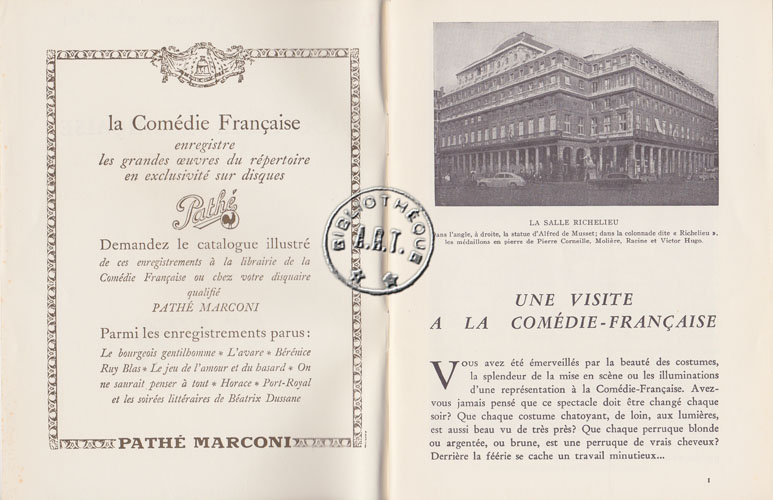 la Comédie Française
enregistre
les grandes œuvres du répertoire
en exclusivité sur disques
Pathé
Demandez le catalogue illustré
de ces enregistrements à la librairie de la
Comédie Française ou chez votre disquaire
qualifié
PATHÉ MARCONI
Parmi les enregistrements parus :
Le bourgeois gentilhomme * L'avare * Bérénice
Ruy Blas * Le jeu de l'amour et du hasard * On
ne saurait penser à tout * Horace * Port-Royal
et les soirées littéraires de Béatrix Dussane
PATHÉ MARCONI
BIBLIOTHÈQUE
A.R.T.
LA SALLE RICHELIEU
Dans l'angle, à droite, la statue d'Alfred de Musset; dans la colonnade dite « Richelieu »,
les médaillons en pierre de Pierre Corneille, Molière, Racine et Victor Hugo.
UNE VISITE
A LA COMÉDIE-FRANÇAISE
Vous avez été émerveillés par la beauté des costumes,
la splendeur de la mise en scène ou les illuminations
d'une représentation à la Comédie-Française. Avez-
vous jamais pensé que ce spectacle doit être changé chaque
soir? Que chaque costume chatoyant, de loin, aux lumières,
est aussi beau vu de très près? Que chaque perruque blonde
ou argentée, ou brune, est une perruque de vrais cheveux?
Derrière la féérie se cache un travail minutieux...
1